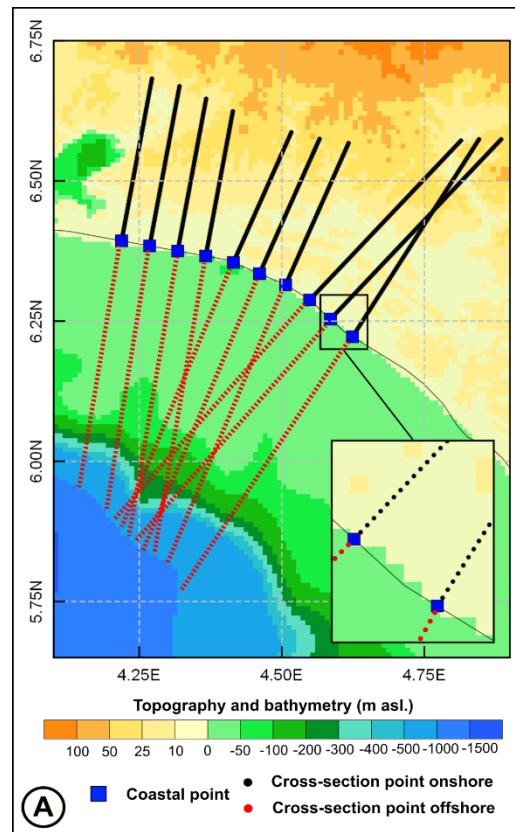 6.75N
6.50N
6.25N
6.00N
5.75N
4.25E 4.50E 4.75E
Topography and bathymetry (m asl.)
100 50 25 10 0 -50 -100 -200 -300 -400 -500 -1000 -1500
A
Coastal point
Cross-section point onshore
Cross-section point offshore